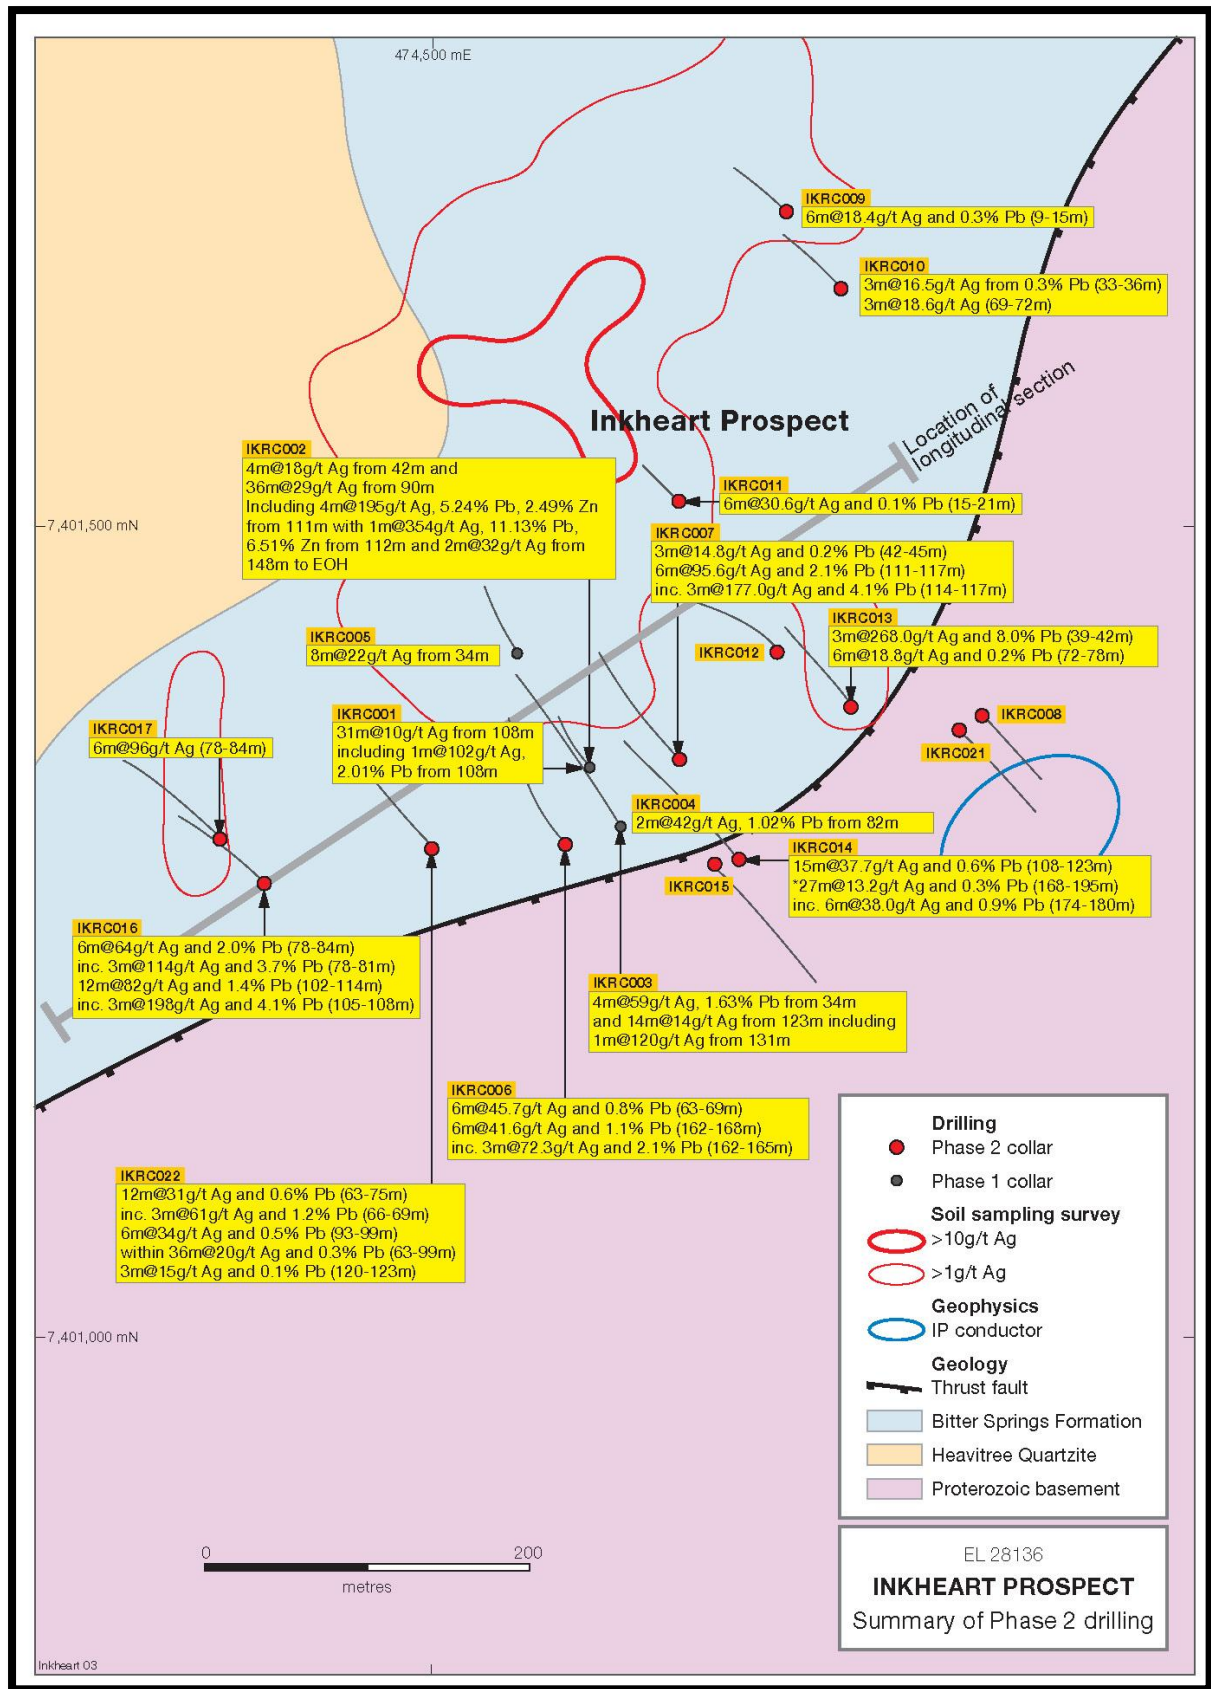 474,500 mE
IKRC009
6m@18.4g/t Ag and 0.3% Pb (9-15m)
IKRC010
3m@16.5g/t Ag from 0.3% Pb (33-36m)
3m@18.6g/t Ag (69-72m)
Location of
longitudinal section
Inkheart Prospect
IKRC002
4m@18g/t Ag from 42m and
36m@29g/t Ag from 90m
Including 4m@195g/t Ag, 5.24% Pb, 2.49% Zn
from 111m with 1m@354g/t Ag, 11.13% Pb,
6.51% Zn from 112m and 2m@32g/t Ag from
148m to EOH
IKRC011
6m@30.6g/t Ag and 0.1% Pb (15-21m)
7,401,500 mN
IKRC007
3m@14.8g/t Ag and 0.2% Pb (42-45m)
6m@95.6g/t Ag and 2.1% Pb (111-117m)
inc. 3m@177.0g/t Ag and 4.1% Pb (114-117m)
IKRC013
3m@268.0g/t Ag and 8.0% Pb (39-42m)
6m@18.8g/t Ag and 0.2% Pb (72-78m)
IKRC012
IKRC005
8m@22g/t Ag from 34m
IKRC001
31m@10g/t Ag from 108m
including 1m@102g/t Ag,
2.01% Pb from 108m
IKRC017
6m@96g/t Ag (78-84m)
IKRC008
IKRC021
IKRC004
2m@42g/t Ag, 1.02% Pb from 82m
IKRC014
15m@37.7g/t Ag and 0.6% Pb (108-123m)
*27m@13.2g/t Ag and 0.3% Pb (168-195m)
inc. 6m@38.0g/t Ag and 0.9% Pb (174-180m)
IKRC015
IKRC016
6m@64g/t Ag and 2.0% Pb (78-84m)
inc. 3m@114g/t Ag and 3.7% Pb (78-81m)
12m@82g/t Ag and 1.4% Pb (102-114m)
inc. 3m@198g/t Ag and 4.1% Pb (105-108m)
IKRC003
4m@59g/t Ag, 1.63% Pb from 34m
and 14m@14g/t Ag from 123m including
1m@120g/t Ag from 131m
IKRC006
6m@45.7g/t Ag and 0.8% Pb (63-69m)
6m@41.6g/t Ag and 1.1% Pb (162-168m)
inc. 3m@72.3g/t Ag and 2.1% Pb (162-165m)
IKRC022
12m@31g/t Ag and 0.6% Pb (63-75m)
inc. 3m@61g/t Ag and 1.2% Pb (66-69m)
6m@34g/t Ag and 0.5% Pb (93-99m)
within 36m@20g/t Ag and 0.3% Pb (63-99m)
3m@15g/t Ag and 0.1% Pb (120-123m)
7,401,000 mN
Drilling
Phase 2 collar
Phase 1 collar
Soil sampling survey
>10g/t Ag
>1g/t Ag
Geophysics
IP conductor
Geology
Thrust fault
Bitter Springs Formation
Heavitree Quartzite
Proterozoic basement
0 200
metres
EL 28136
INKHEART PROSPECT
Summary of Phase 2 drilling
Inkheart 03